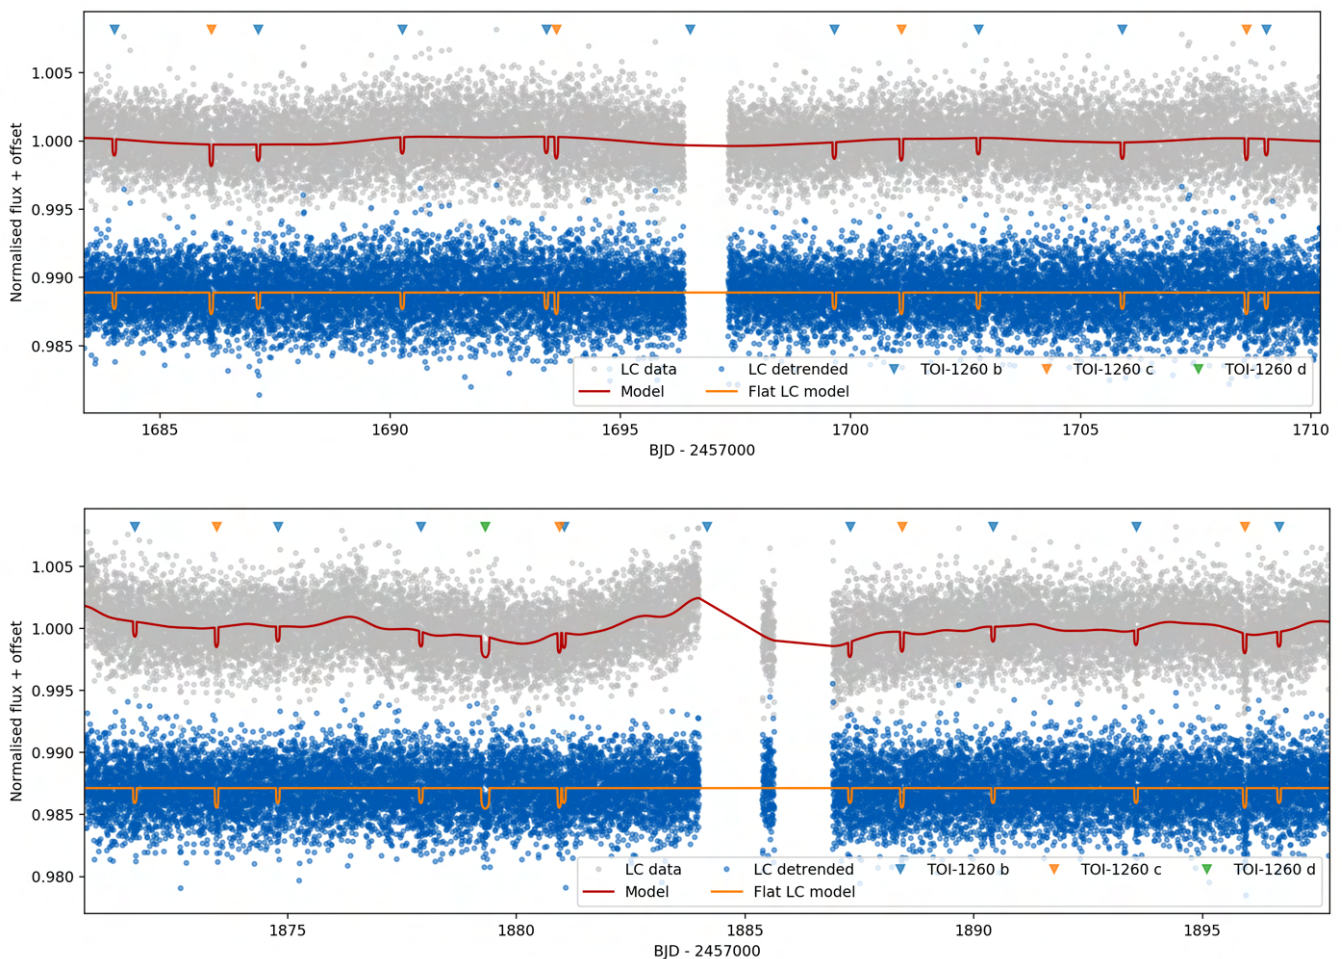 1.005
1.000
0.995
0.990
0.985
Normalised flux + offset
LC data LC detrended TOI-1260 b TOI-1260 c TOI-1260 d
Model Flat LC model
1685 1690 1695 1700 1705 1710
BJD - 2457000
1.005
1.000
0.995
0.990
0.985
0.980
Normalised flux + offset
LC data LC detrended TOI-1260 b TOI-1260 c TOI-1260 d
Model Flat LC model
1875 1880 1885 1890 1895
BJD - 2457000